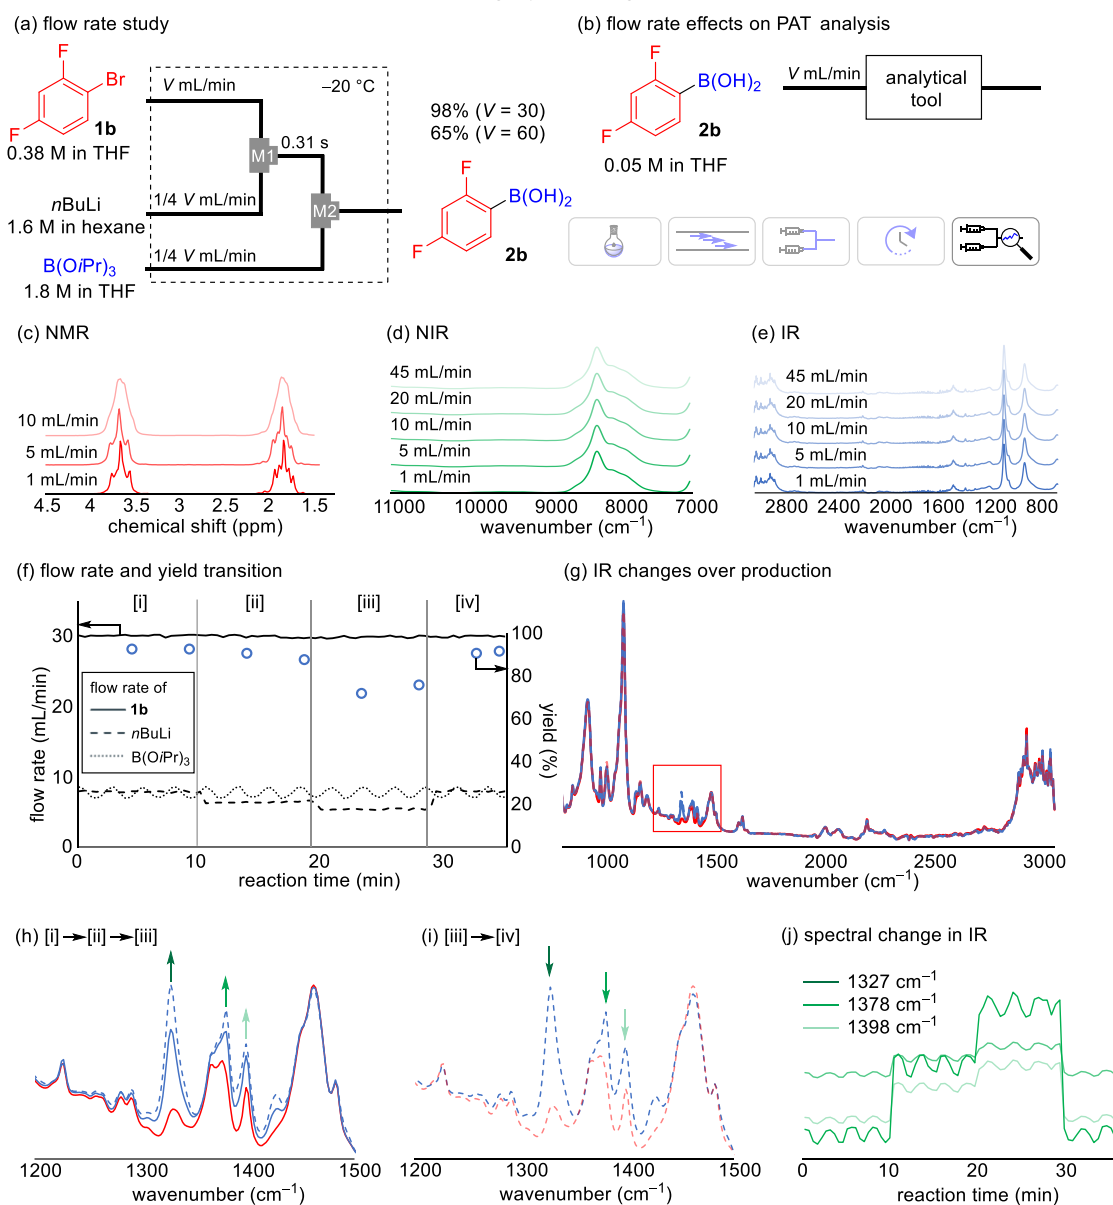 (a) flow rate study
F
Br
F
1b
0.38 M in THF
nBuLi
1.6 M in hexane
B(OiPr)₃
1.8 M in THF
V mL/min
1/4 V mL/min
1/4 V mL/min
–20 °C
M1
0.31 s
M2
98% (V = 30)
65% (V = 60)
F
B(OH)₂
F
2b
(b) flow rate effects on PAT analysis
F
B(OH)₂
F
2b
0.05 M in THF
V mL/min
analytical
tool
(c) NMR
10 mL/min
5 mL/min
1 mL/min
4.5 4 3.5 3 2.5 2 1.5
chemical shift (ppm)
(d) NIR
45 mL/min
20 mL/min
10 mL/min
5 mL/min
1 mL/min
11000 10000 9000 8000 7000
wavenumber (cm⁻¹)
(e) IR
45 mL/min
20 mL/min
10 mL/min
5 mL/min
1 mL/min
2800 2600 1600 1200 800
wavenumber (cm⁻¹)
(f) flow rate and yield transition
[i] [ii] [iii] [iv]
30
20
10
0
flow rate (mL/min)
flow rate of
1b
nBuLi
B(OiPr)₃
100
80
60
40
20
0
yield (%)
0 10 20 30
reaction time (min)
(g) IR changes over production
1000 1500 2000 2500 3000
wavenumber (cm⁻¹)
(h) [i] [ii] [iii]
1200 1300 1400 1500
wavenumber (cm⁻¹)
(i) [iii] [iv]
1200 1300 1400 1500
wavenumber (cm⁻¹)
(j) spectral change in IR
1327 cm⁻¹
1378 cm⁻¹
1398 cm⁻¹
0 10 20 30
reaction time (min)